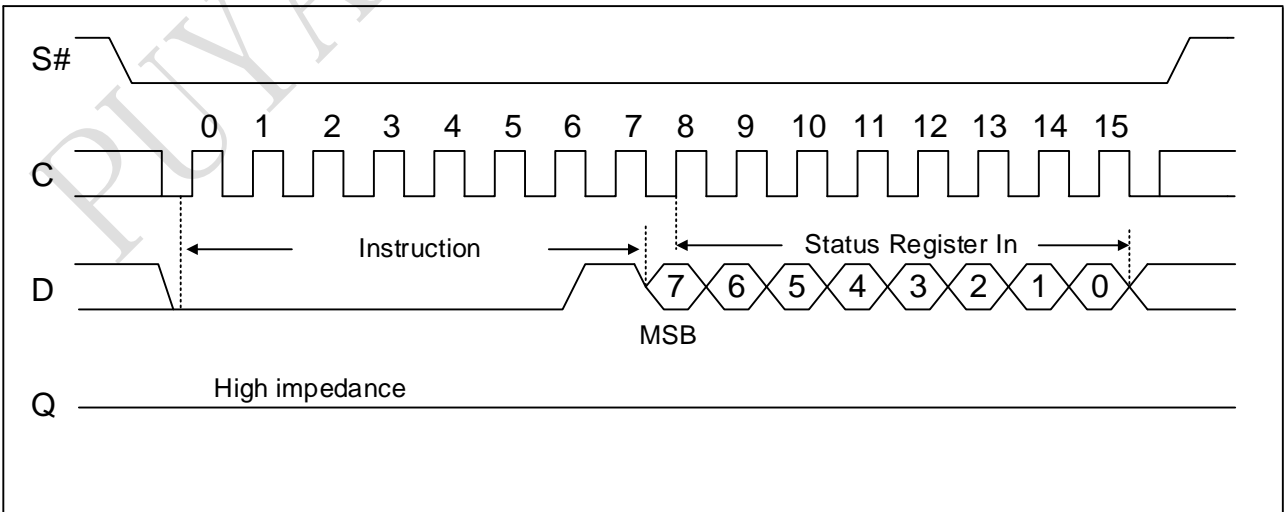 PUYA
S#
0 1 2 3 4 5 6 7 8 9 10 11 12 13 14 15
C
Instruction Status Register In
D 7 6 5 4 3 2 1 0
MSB
High impedance
Q